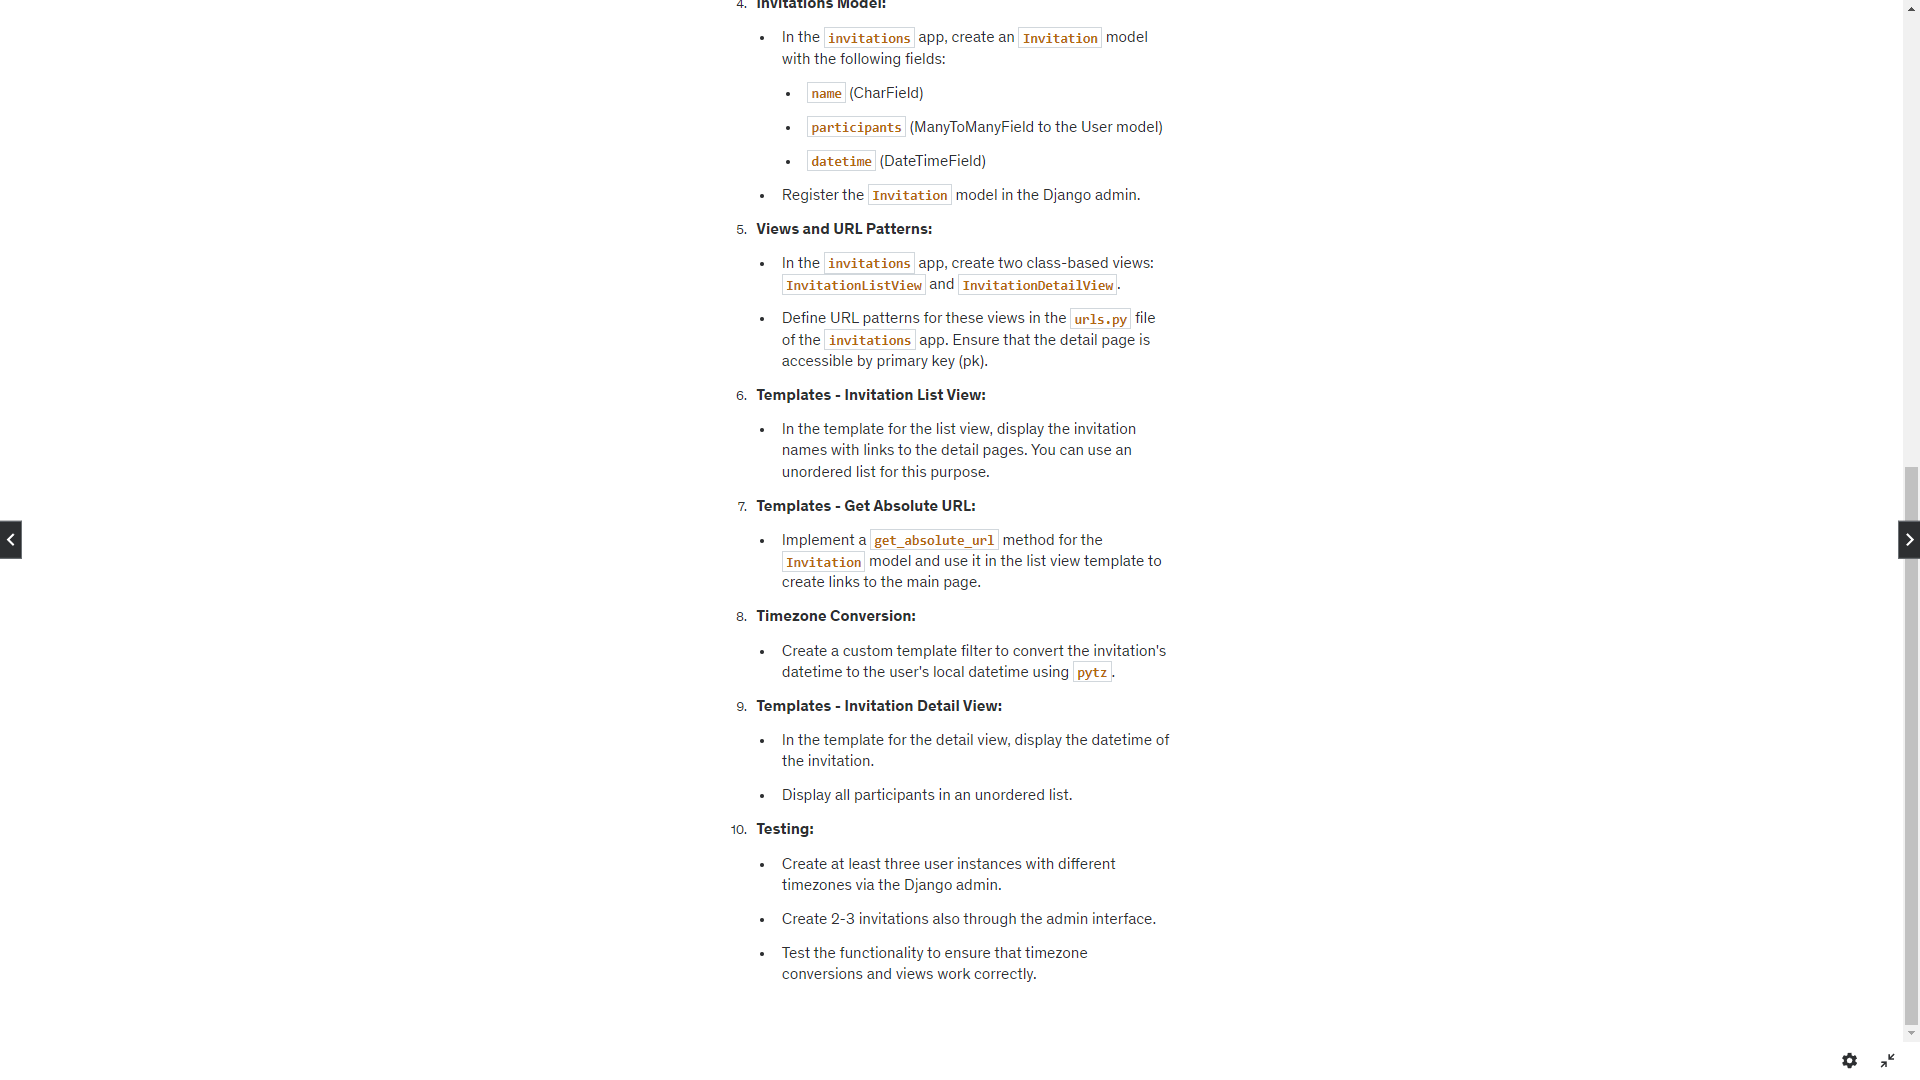 4. Invitations Model:
• In the invitations app, create an Invitation model
with the following fields:
• name (CharField)
• participants (ManyToManyField to the User model)
• datetime (DateTimeField)
• Register the Invitation model in the Django admin.
5. Views and URL Patterns:
• In the invitations app, create two class-based views:
InvitationListView and InvitationDetailView.
• Define URL patterns for these views in the urls.py file
of the invitations app. Ensure that the detail page is
accessible by primary key (pk).
6. Templates - Invitation List View:
• In the template for the list view, display the invitation
names with links to the detail pages. You can use an
unordered list for this purpose.
7. Templates - Get Absolute URL:
• Implement a get_absolute_url method for the
Invitation model and use it in the list view template to
create links to the main page.
8. Timezone Conversion:
• Create a custom template filter to convert the invitation's
datetime to the user's local datetime using pytz.
9. Templates - Invitation Detail View:
• In the template for the detail view, display the datetime of
the invitation.
• Display all participants in an unordered list.
10. Testing:
• Create at least three user instances with different
timezones via the Django admin.
• Create 2-3 invitations also through the admin interface.
• Test the functionality to ensure that timezone
conversions and views work correctly.